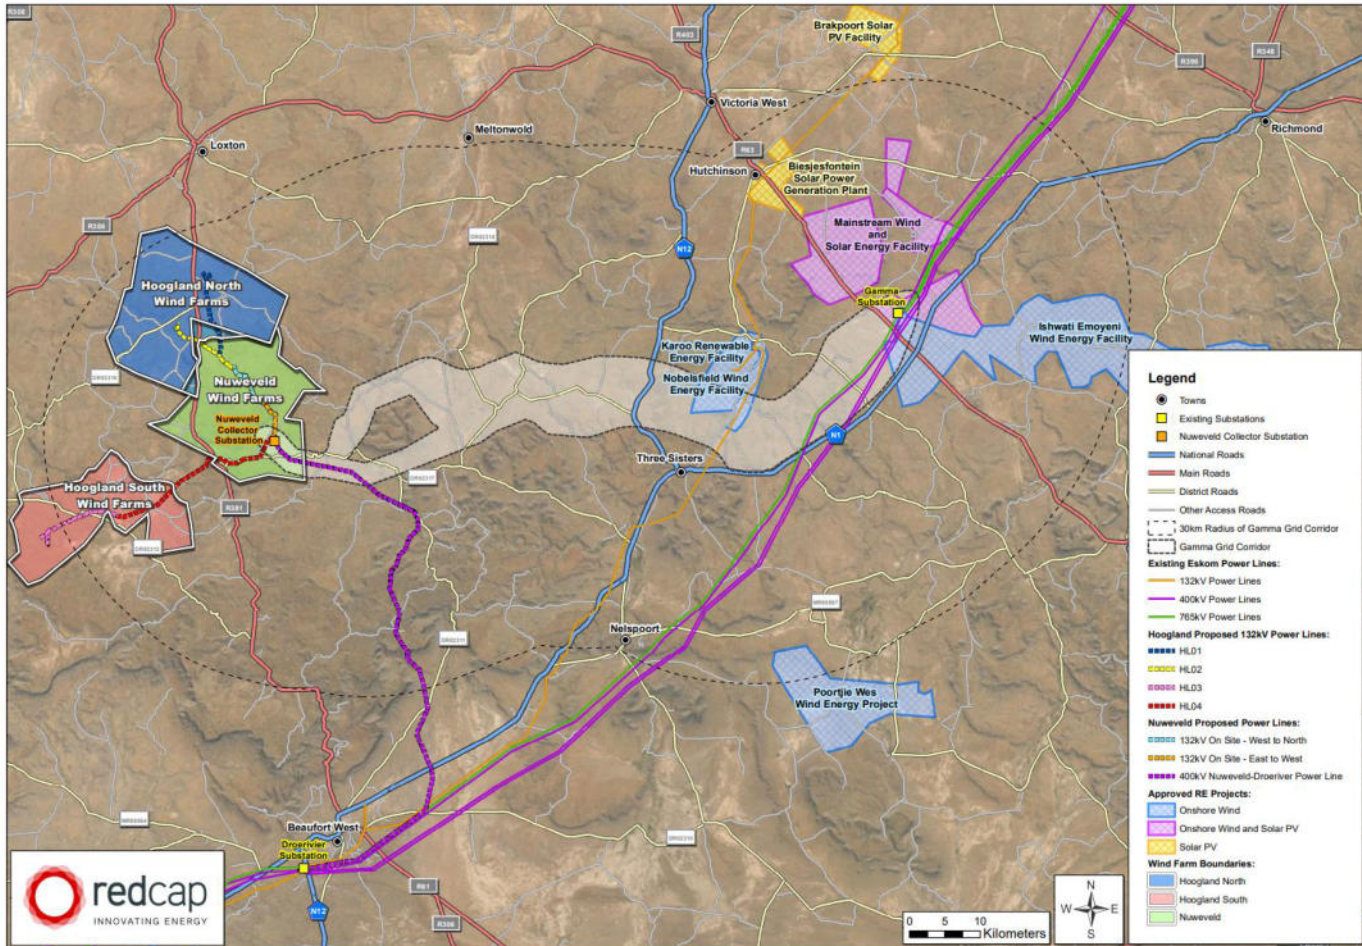 R308
R403
Brakpoort Solar
PV Facility
R398
R348
Victoria West
Richmond
Meltonwold
Loxton
R63
Hutchinson
Biesjesfontein
Solar Power
Generation Plant
Mainstream Wind
and
Solar Energy Facility
N12
Hoogland North
Wind Farms
Gamma
Substation
Ishwati Emoyeni
Wind Energy Facility
Karoo Renewable
Energy Facility
Nobelsfield Wind
Energy Facility
Nuweveld
Wind Farms
Nuweveld
Collector
Substation
N1
Three Sisters
Hoogland South
Wind Farms
R381
Nelspoort
Poortjie Wes
Wind Energy Project
Beaufort West
Droerivier
Substation
R61
R306
N12
Legend
Towns
Existing Substations
Nuweveld Collector Substation
National Roads
Main Roads
District Roads
Other Access Roads
30km Radius of Gamma Grid Corridor
Gamma Grid Corridor
Existing Eskom Power Lines:
132kV Power Lines
400kV Power Lines
765kV Power Lines
Hoogland Proposed 132kV Power Lines:
HL01
HL02
HL03
HL04
Nuweveld Proposed Power Lines:
132kV On Site - West to North
132kV On Site - East to West
400kV Nuweveld-Droerivier Power Line
Approved RE Projects:
Onshore Wind
Onshore Wind and Solar PV
Solar PV
Wind Farm Boundaries:
Hoogland North
Hoogland South
Nuweveld
redcap
INNOVATING ENERGY
N
W E
S
0 5 10
Kilometers